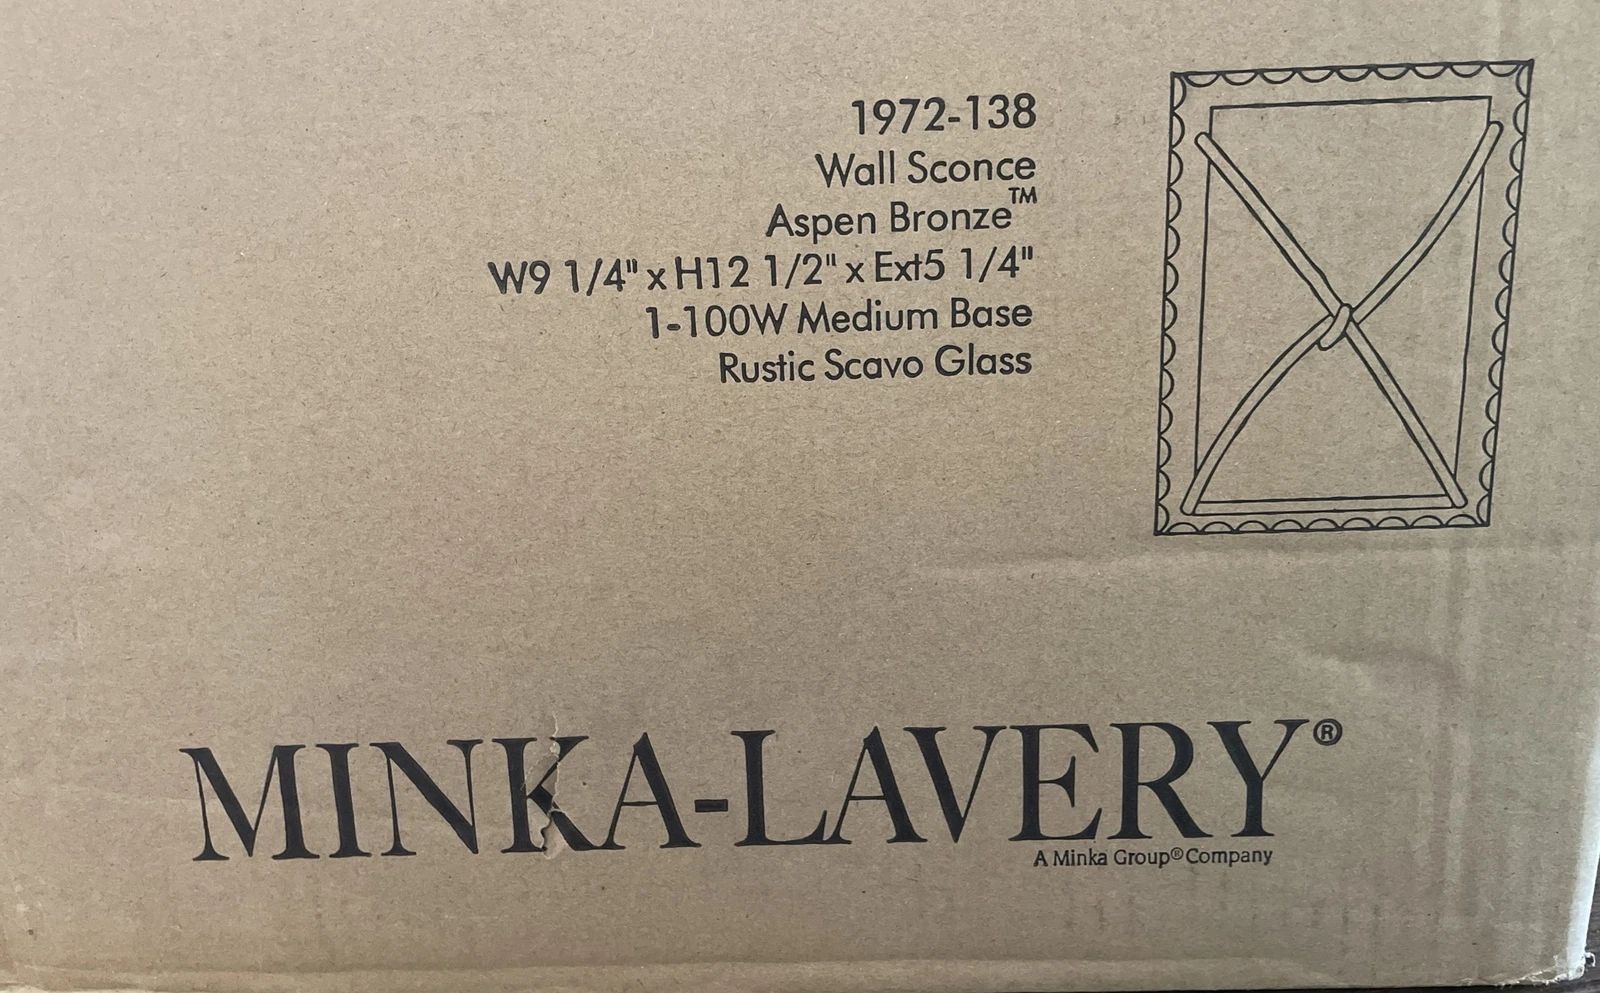 1972-138
Wall Sconce
Aspen Bronze™
W9 1/4" x H12 1/2" x Ext5 1/4"
1-100W Medium Base
Rustic Scavo Glass
MINKA-LAVERY®
A Minka Group® Company